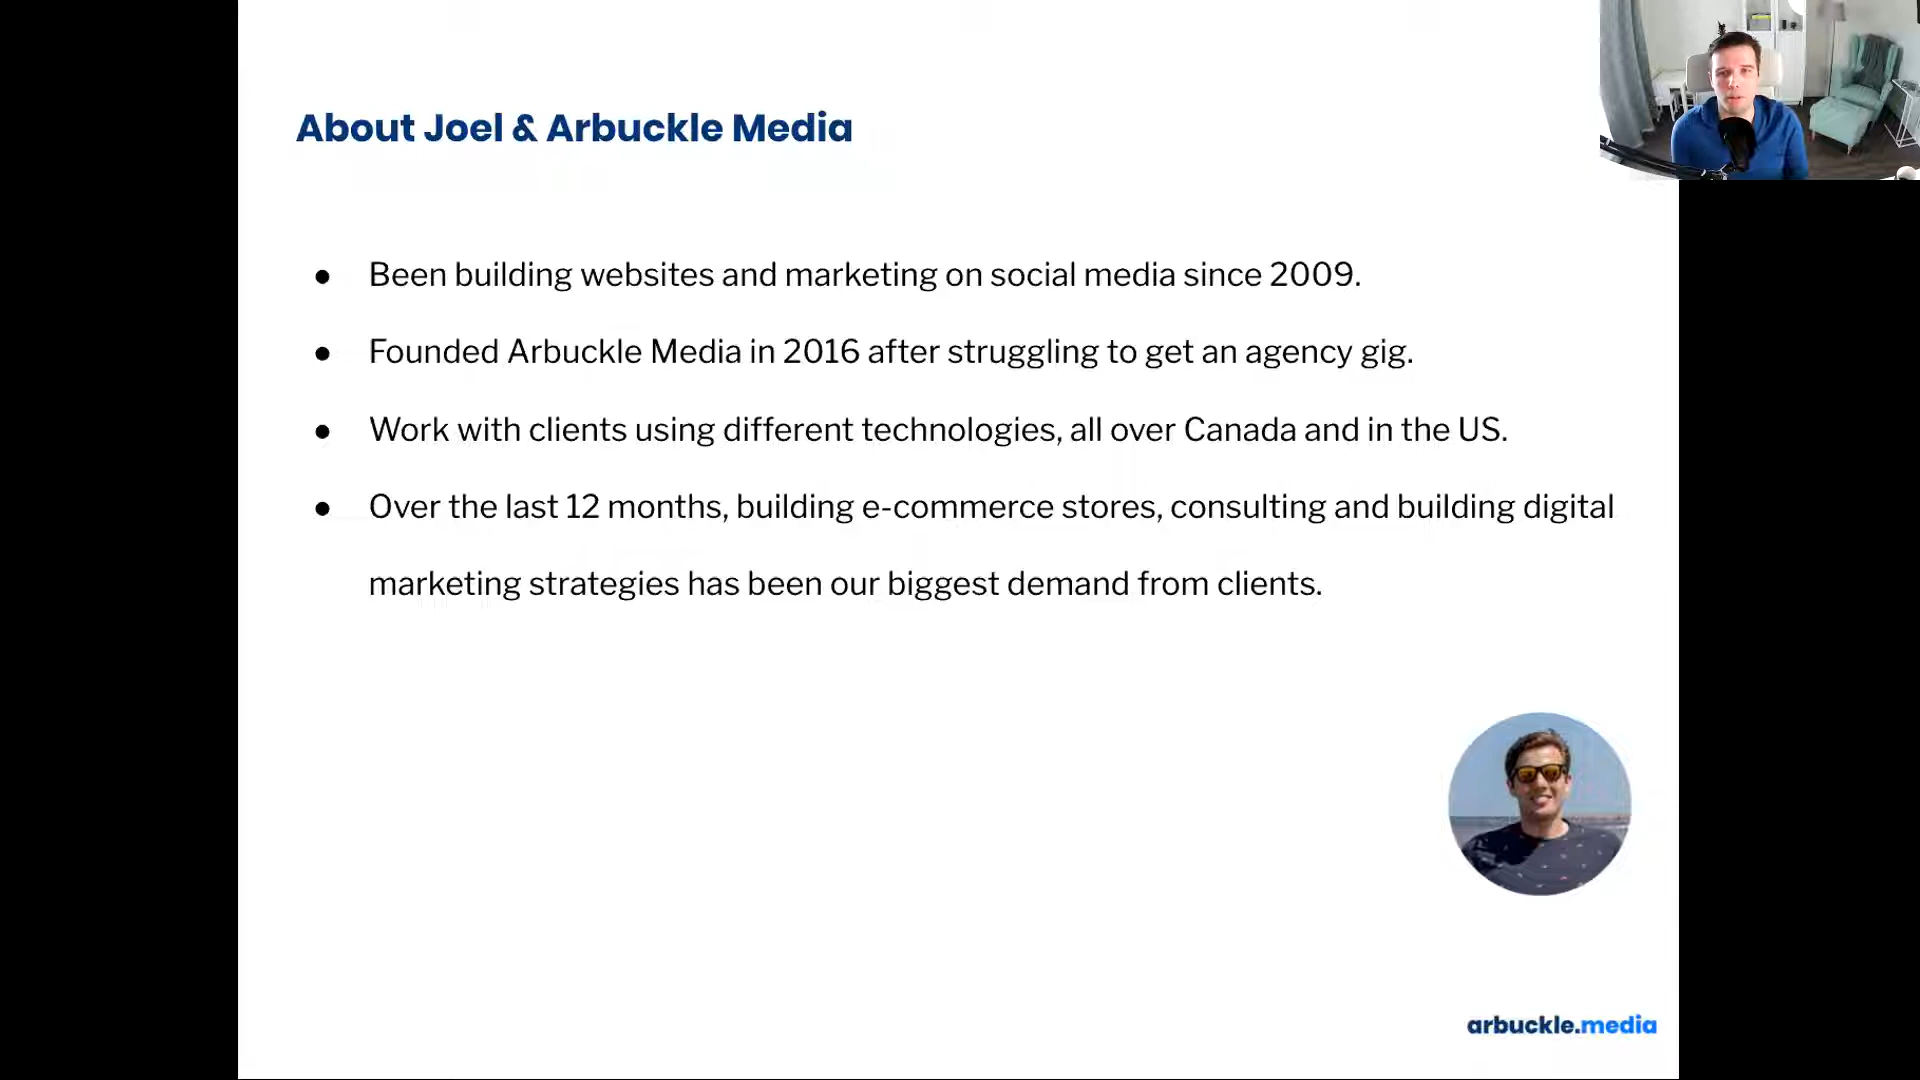 About Joel & Arbuckle Media
● Been building websites and marketing on social media since 2009.
● Founded Arbuckle Media in 2016 after struggling to get an agency gig.
● Work with clients using different technologies, all over Canada and in the US.
● Over the last 12 months, building e-commerce stores, consulting and building digital
marketing strategies has been our biggest demand from clients.
arbuckle.media